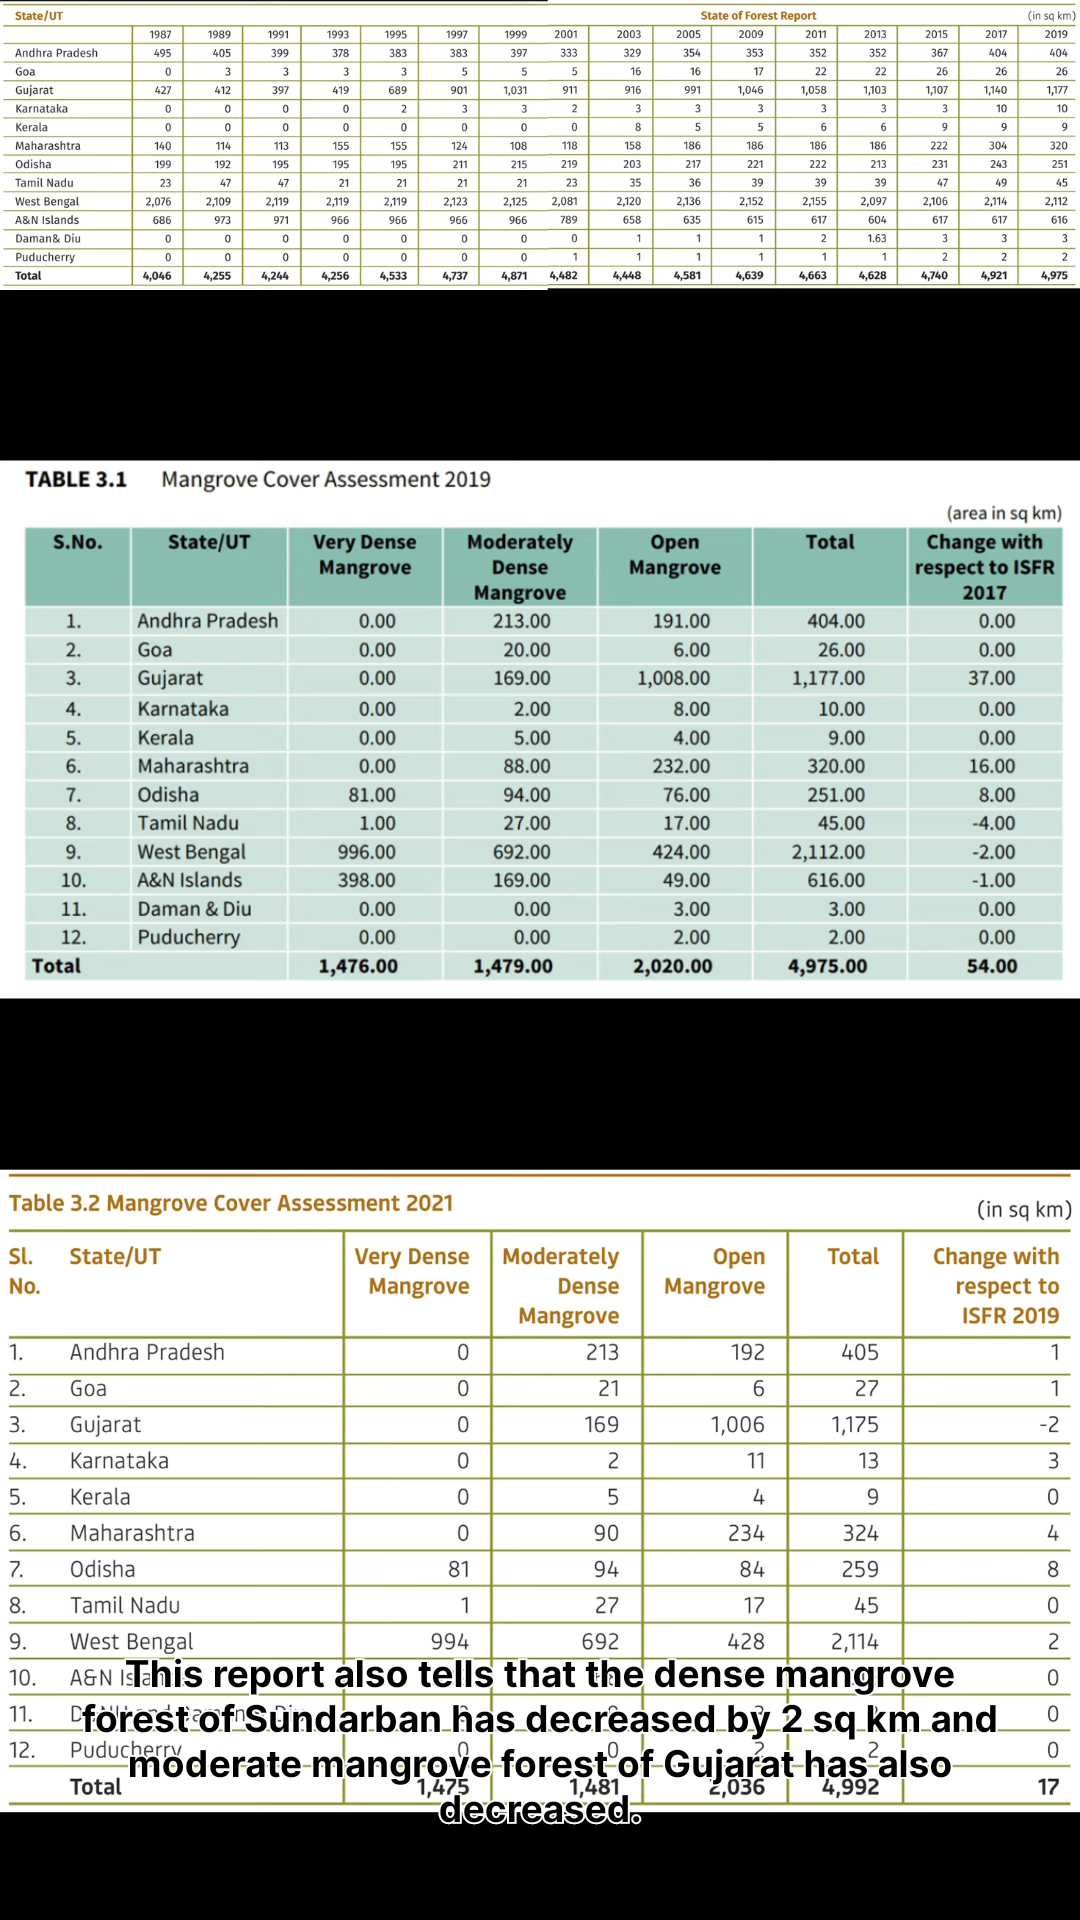 State/UT State of Forest Report (in sq km)
1987 1989 1991 1993 1995 1997 1999 2001 2003 2005 2009 2011 2013 2015 2017 2019
Andhra Pradesh 495 405 399 378 383 383 397 333 329 354 353 352 352 367 404 404
Goa 0 3 3 3 3 5 5 5 16 16 17 22 22 26 26 26
Gujarat 427 412 397 419 689 901 1,031 911 916 991 1,046 1,058 1,103 1,107 1,140 1,177
Karnataka 0 0 0 0 2 3 3 2 3 3 3 3 3 3 10 10
Kerala 0 0 0 0 0 0 0 0 8 5 5 6 6 9 9 9
Maharashtra 140 114 113 155 155 124 108 118 158 186 186 186 186 222 304 320
Odisha 199 192 195 195 195 211 215 219 203 217 221 222 213 231 243 251
Tamil Nadu 23 47 47 21 21 21 21 23 35 36 39 39 39 47 49 45
West Bengal 2,076 2,109 2,119 2,119 2,119 2,123 2,125 2,081 2,120 2,136 2,152 2,155 2,097 2,106 2,114 2,112
A&N Islands 686 973 971 966 966 966 966 789 658 635 615 617 604 617 617 616
Daman& Diu 0 0 0 0 0 0 0 0 1 1 1 2 1.63 3 3 3
Puducherry 0 0 0 0 0 0 0 1 1 1 1 1 1 2 2 2
Total 4,046 4,255 4,244 4,256 4,533 4,737 4,871 4,482 4,448 4,581 4,639 4,663 4,628 4,740 4,921 4,975
TABLE 3.1 Mangrove Cover Assessment 2019
(area in sq km)
S.No. State/UT Very Dense Moderately Open Total Change with
Mangrove Dense Mangrove respect to ISFR
Mangrove 2017
1. Andhra Pradesh 0.00 213.00 191.00 404.00 0.00
2. Goa 0.00 20.00 6.00 26.00 0.00
3. Gujarat 0.00 169.00 1,008.00 1,177.00 37.00
4. Karnataka 0.00 2.00 8.00 10.00 0.00
5. Kerala 0.00 5.00 4.00 9.00 0.00
6. Maharashtra 0.00 88.00 232.00 320.00 16.00
7. Odisha 81.00 94.00 76.00 251.00 8.00
8. Tamil Nadu 1.00 27.00 17.00 45.00 -4.00
9. West Bengal 996.00 692.00 424.00 2,112.00 -2.00
10. A&N Islands 398.00 169.00 49.00 616.00 -1.00
11. Daman & Diu 0.00 0.00 3.00 3.00 0.00
12. Puducherry 0.00 0.00 2.00 2.00 0.00
Total 1,476.00 1,479.00 2,020.00 4,975.00 54.00
Table 3.2 Mangrove Cover Assessment 2021 (in sq km)
Sl. State/UT Very Dense Moderately Open Total Change with
No. Mangrove Dense Mangrove respect to
Mangrove ISFR 2019
1. Andhra Pradesh 0 213 192 405 1
2. Goa 0 21 6 27 1
3. Gujarat 0 169 1,006 1,175 -2
4. Karnataka 0 2 11 13 3
5. Kerala 0 5 4 9 0
6. Maharashtra 0 90 234 324 4
7. Odisha 81 94 84 259 8
8. Tamil Nadu 1 27 17 45 0
9. West Bengal 994 692 428 2,114 2
10. A&N 0
This report also tells that the dense mangrove
11. 0
forest of Sundarban has decreased by 2 sq km and
12. Puducherry 0 0 2 2 0
moderate mangrove forest of Gujarat has also
Total 1,475 1,481 2,036 4,992 17
decreased.